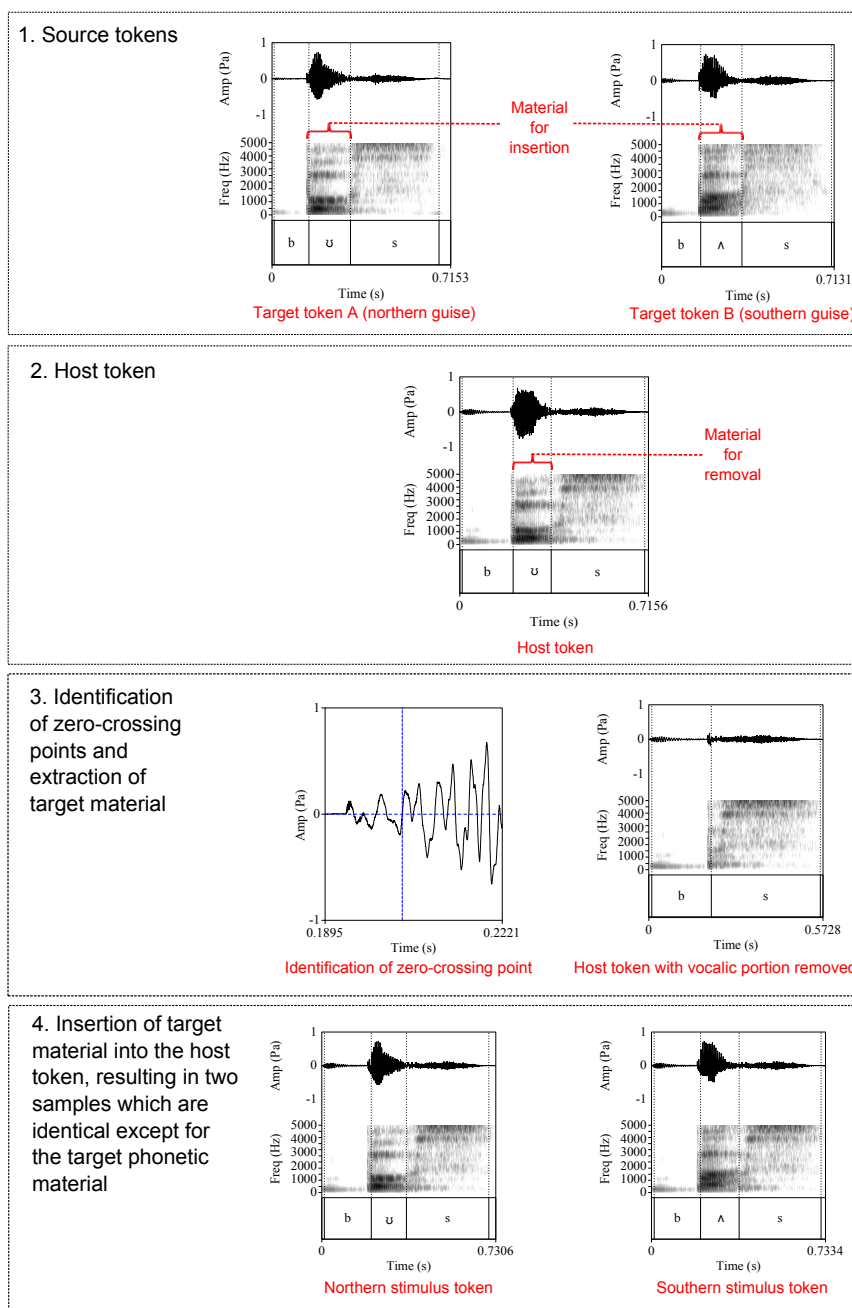 1. Source tokens
1
0
-1
Amp (Pa)
5000
4000
3000
2000
1000
0
Freq (Hz)
b ʊ s
0 0.7153
Time (s)
Target token A (northern guise)
Material
for
insertion
1
0
-1
Amp (Pa)
5000
4000
3000
2000
1000
0
Freq (Hz)
b ʌ s
0 0.7131
Time (s)
Target token B (southern guise)
2. Host token
1
0
-1
Amp (Pa)
5000
4000
3000
2000
1000
0
Freq (Hz)
b ʊ s
0 0.7156
Time (s)
Host token
Material
for
removal
3. Identification
of zero-crossing
points and
extraction of
target material
1
0
-1
Amp (Pa)
0.1895 0.2221
Time (s)
Identification of zero-crossing point
1
0
-1
Amp (Pa)
5000
4000
3000
2000
1000
0
Freq (Hz)
b s
0 0.5728
Time (s)
Host token with vocalic portion removed
4. Insertion of target
material into the host
token, resulting in two
samples which are
identical except for
the target phonetic
material
1
0
-1
Amp (Pa)
5000
4000
3000
2000
1000
0
Freq (Hz)
b ʊ s
0 0.7306
Time (s)
Northern stimulus token
1
0
-1
Amp (Pa)
5000
4000
3000
2000
1000
0
Freq (Hz)
b ʌ s
0 0.7334
Time (s)
Southern stimulus token